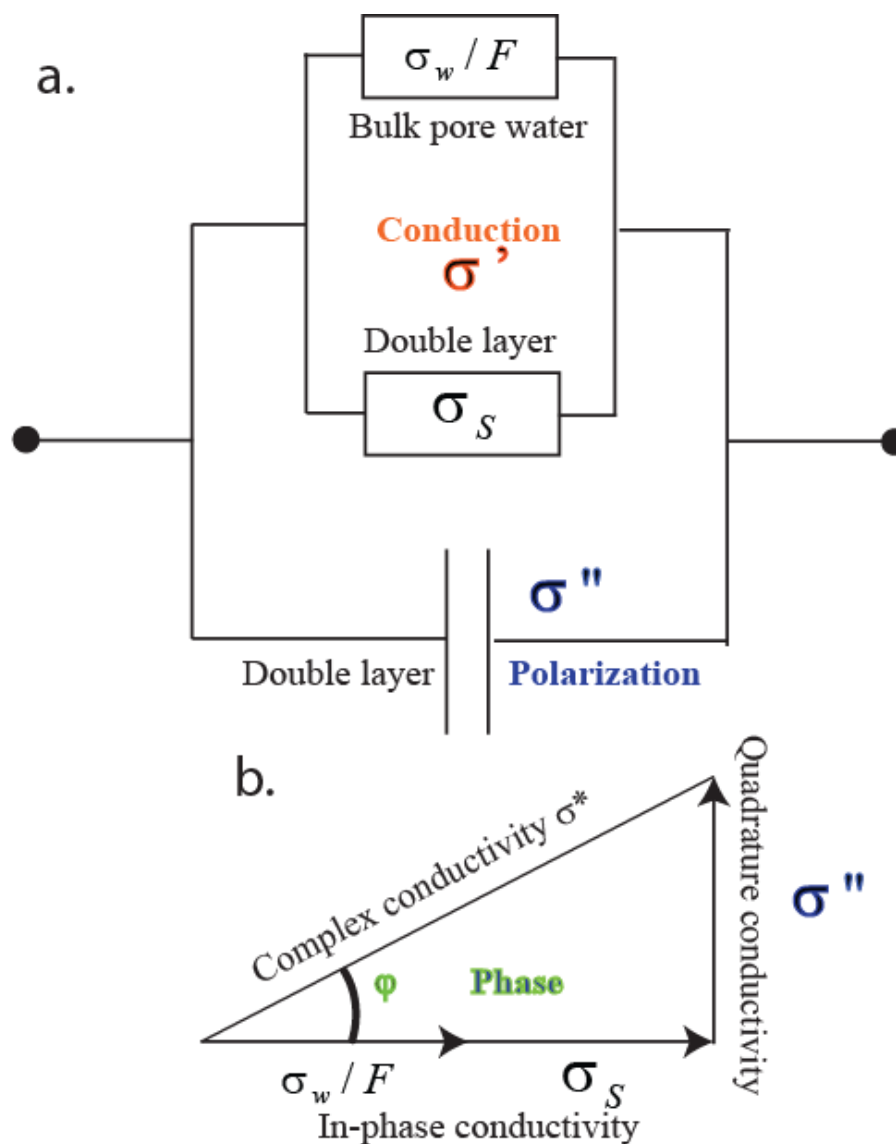 a.
σw / F
Bulk pore water
Conduction
σ’
Double layer
σS
σ"
Double layer
Polarization
b.
Complex conductivity σ*
φ
Phase
Quadrature conductivity
σ"
σw / F
σS
In-phase conductivity